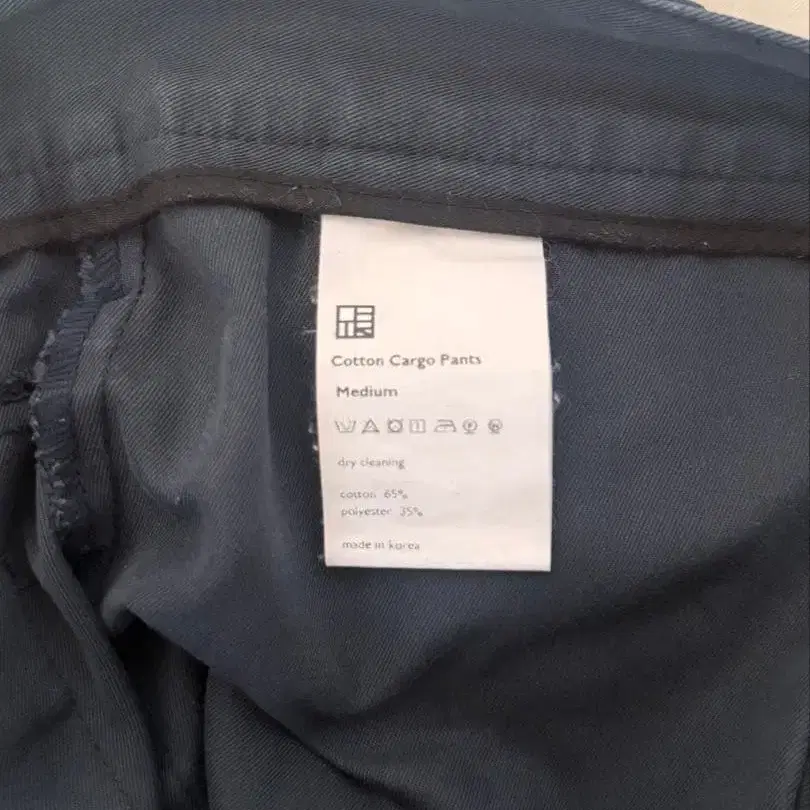 Cotton Cargo Pants
Medium
dry cleaning
cotton 65%
polyester 35%
made in korea